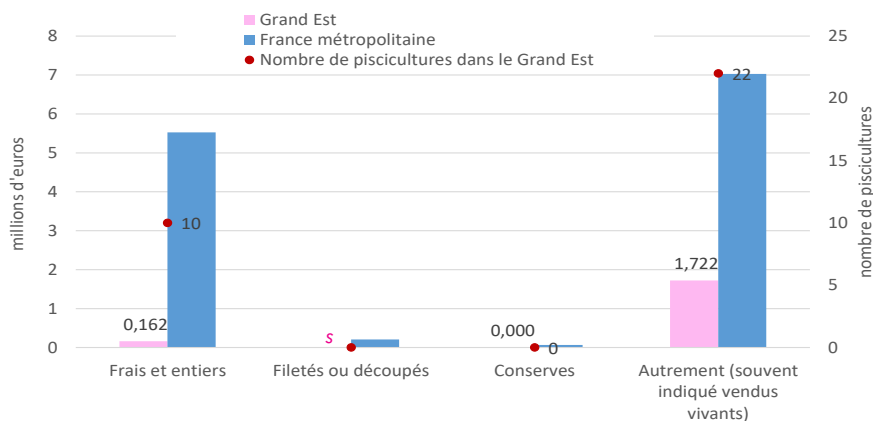 Grand Est
France métropolitaine
Nombre de piscicultures dans le Grand Est
8
7
6
5
4
3
2
1
0
millions d'euros
25
20
15
10
5
0
nombre de piscicultures
0,162
10
s
0,000
0
1,722
22
Frais et entiers
Filetés ou découpés
Conserves
Autrement (souvent
indiqué vendus
vivants)